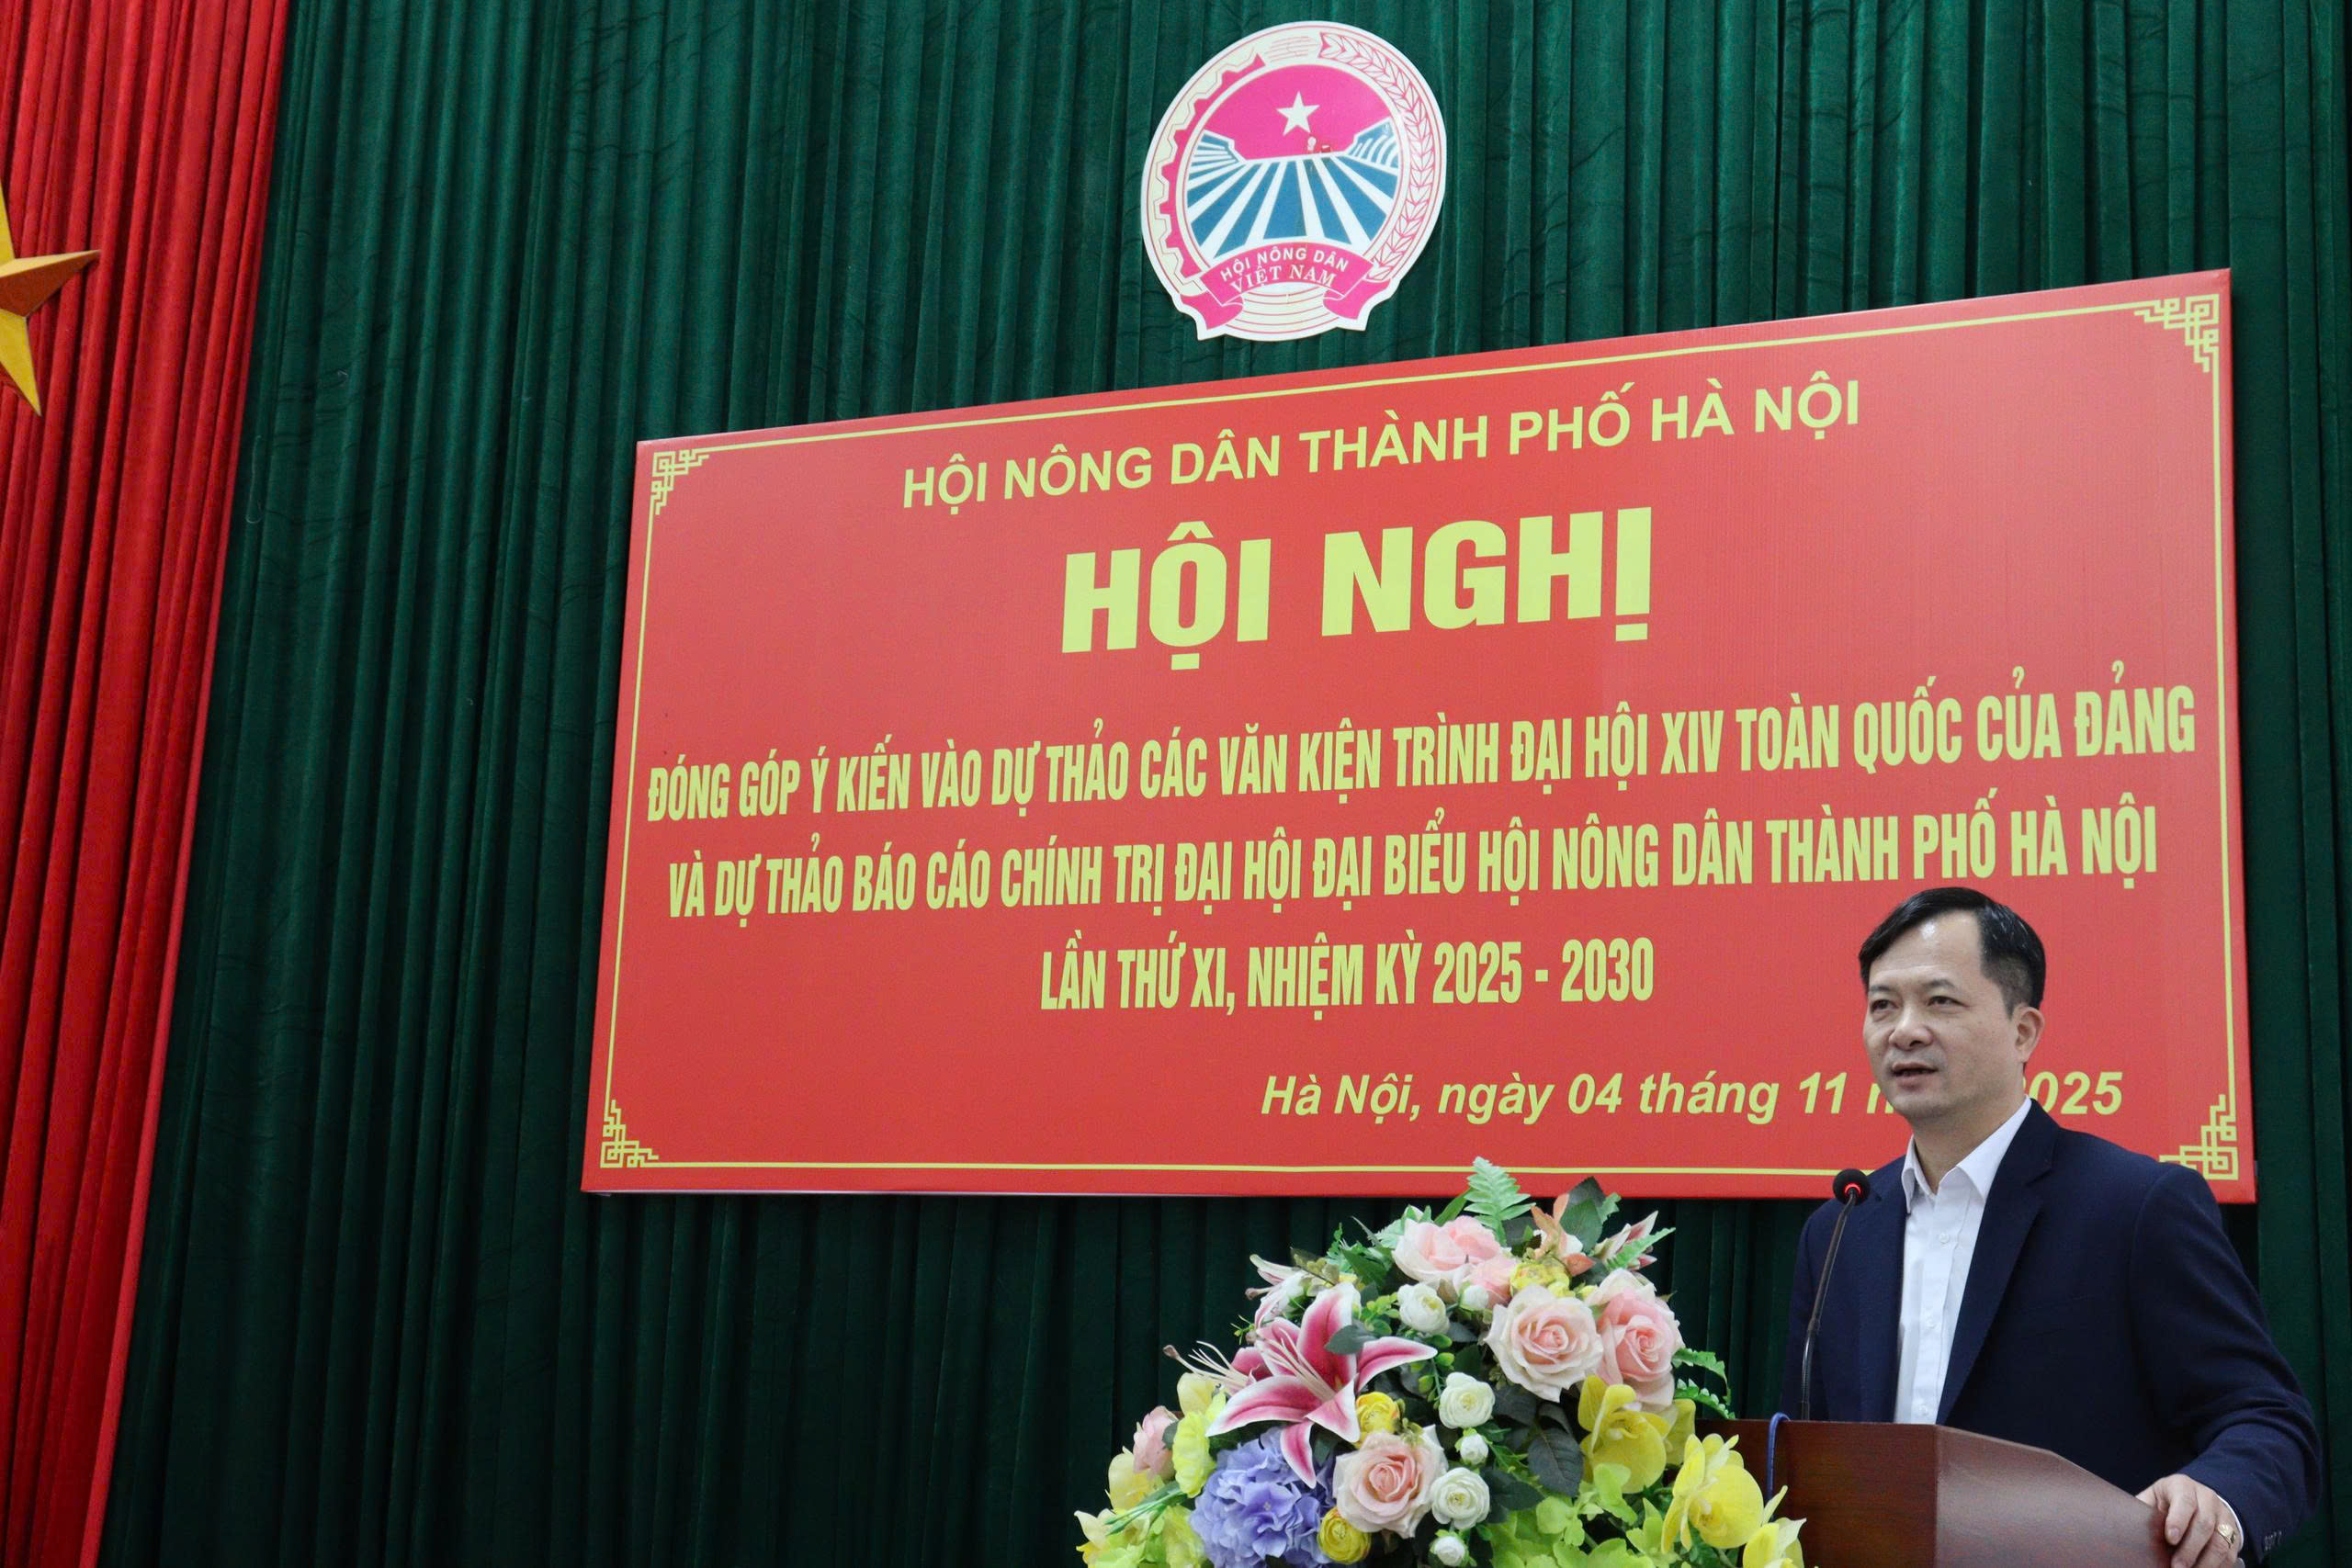 HỘI NÔNG DÂN
VIỆT NAM
HỘI NÔNG DÂN THÀNH PHỐ HÀ NỘI
HỘI NGHỊ
ĐÓNG GÓP Ý KIẾN VÀO DỰ THẢO CÁC VĂN KIỆN TRÌNH ĐẠI HỘI XIV TOÀN QUỐC CỦA ĐẢNG
VÀ DỰ THẢO BÁO CÁO CHÍNH TRỊ ĐẠI HỘI ĐẠI BIỂU HỘI NÔNG DÂN THÀNH PHỐ HÀ NỘI
LẦN THỨ XI, NHIỆM KỲ 2025 - 2030
Hà Nội, ngày 04 tháng 11 2025